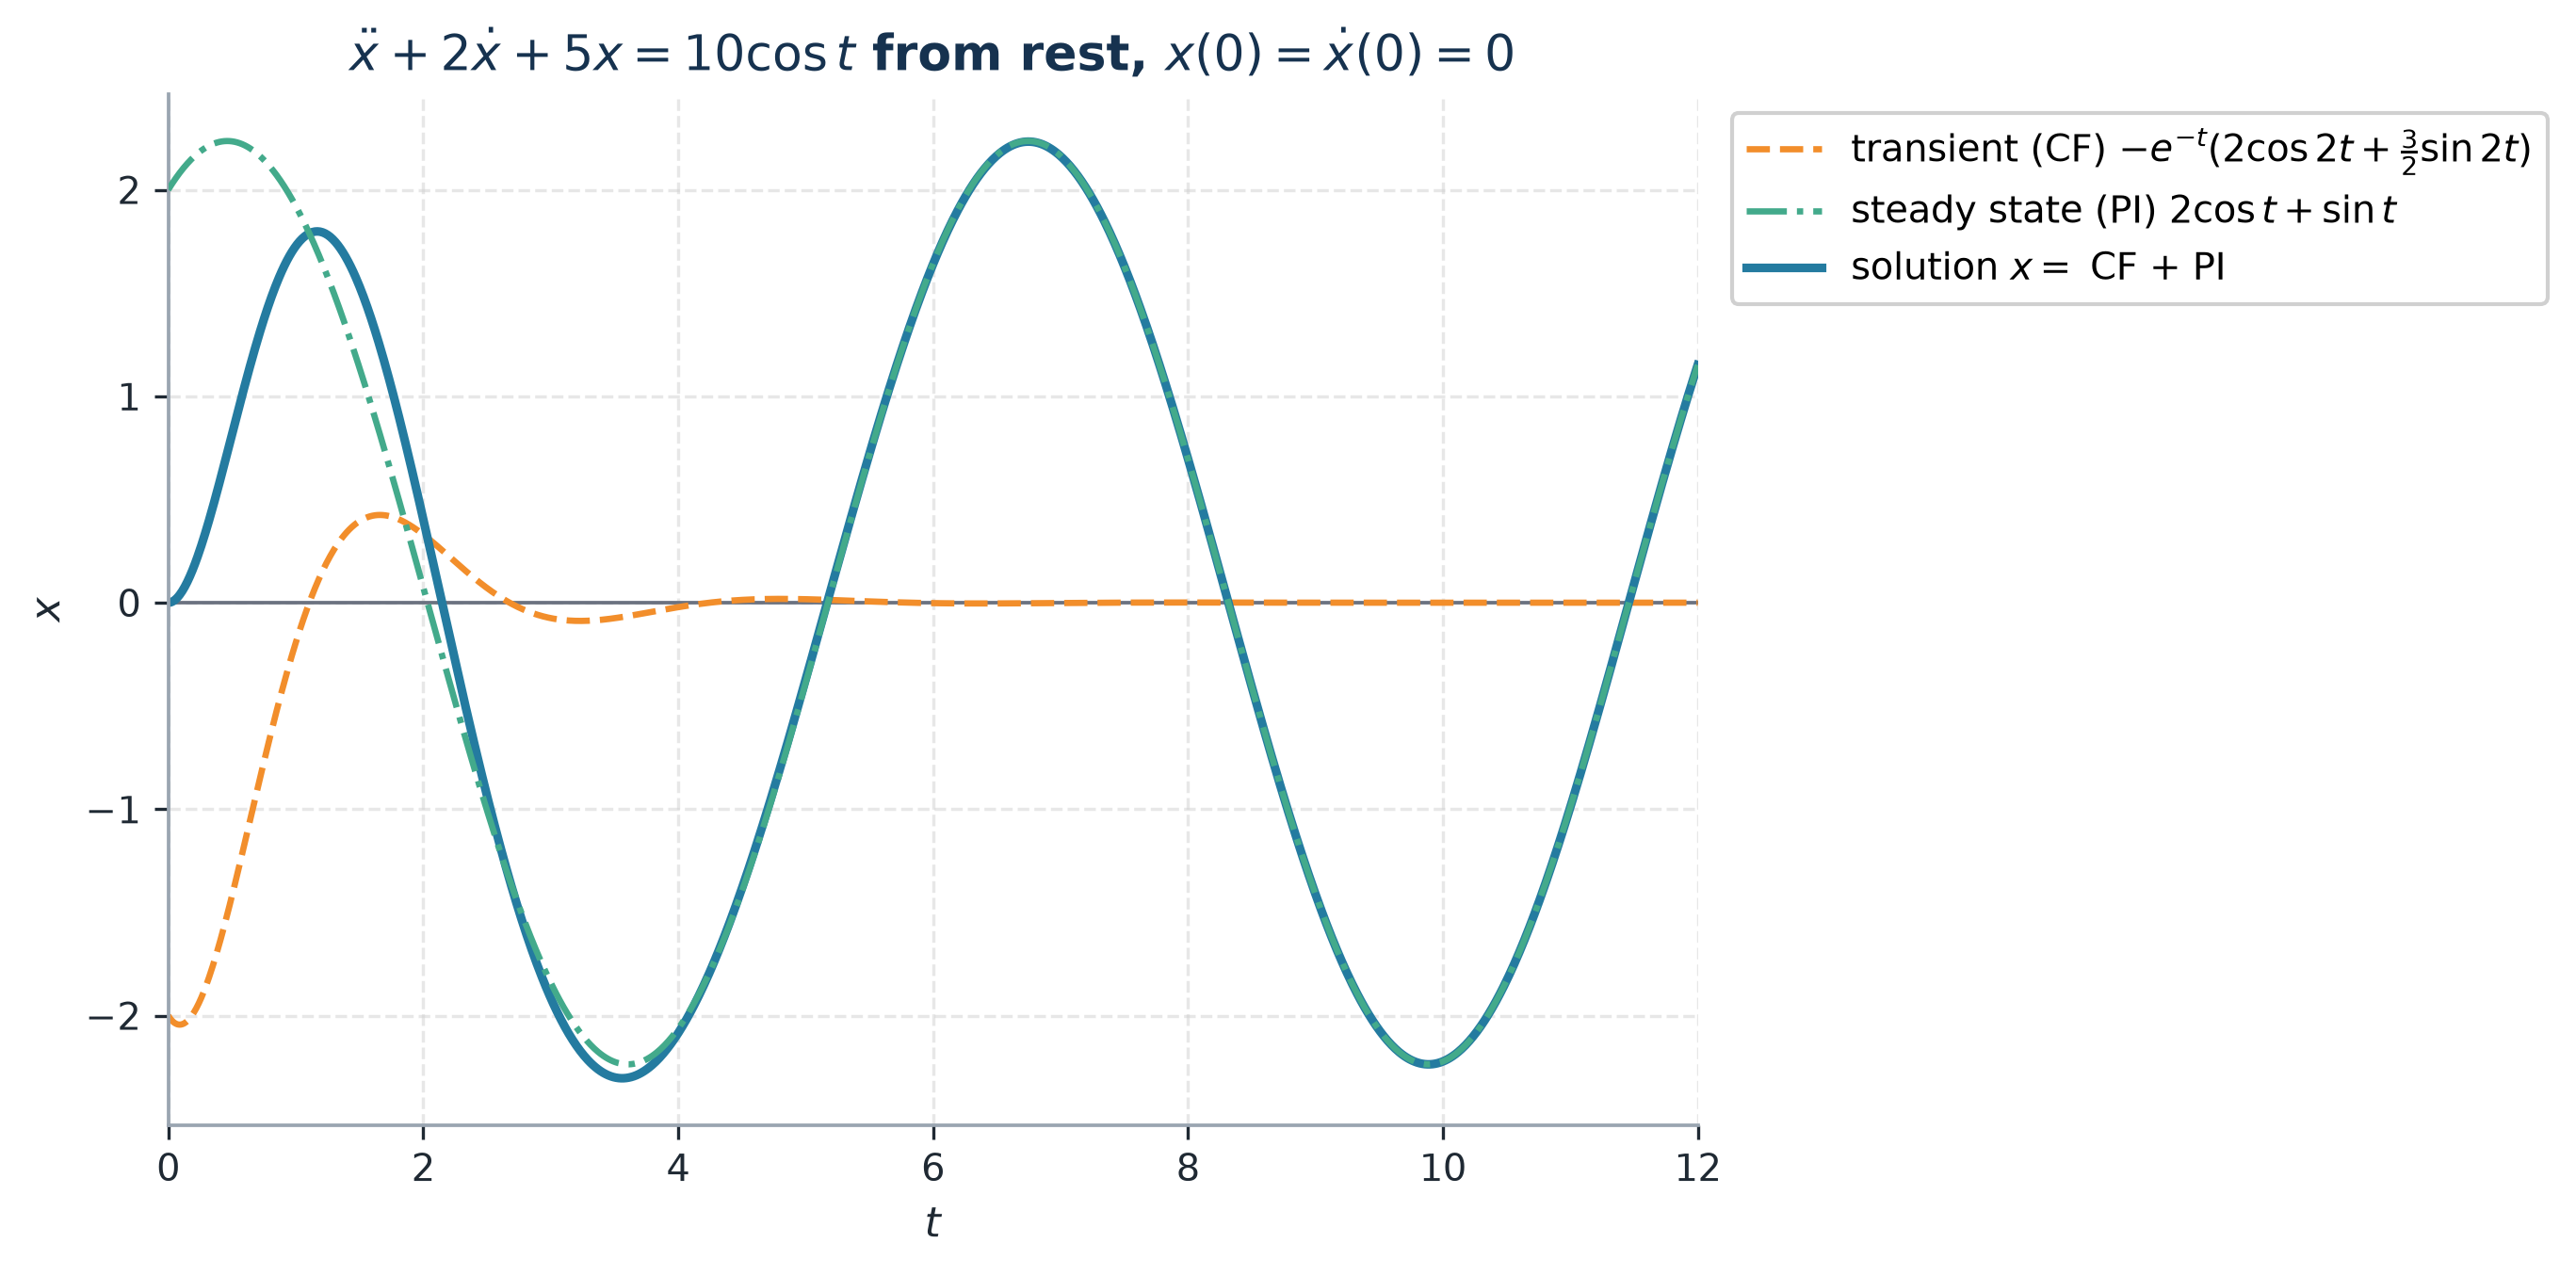 ẍ + 2ẋ + 5x = 10cos t from rest, x(0) = ẋ(0) = 0
transient (CF) −e^{−t}(2cos 2t + 3/2 sin 2t)
steady state (PI) 2cos t + sin t
solution x = CF + PI
2
1
0
−1
−2
x
0 2 4 6 8 10 12
t